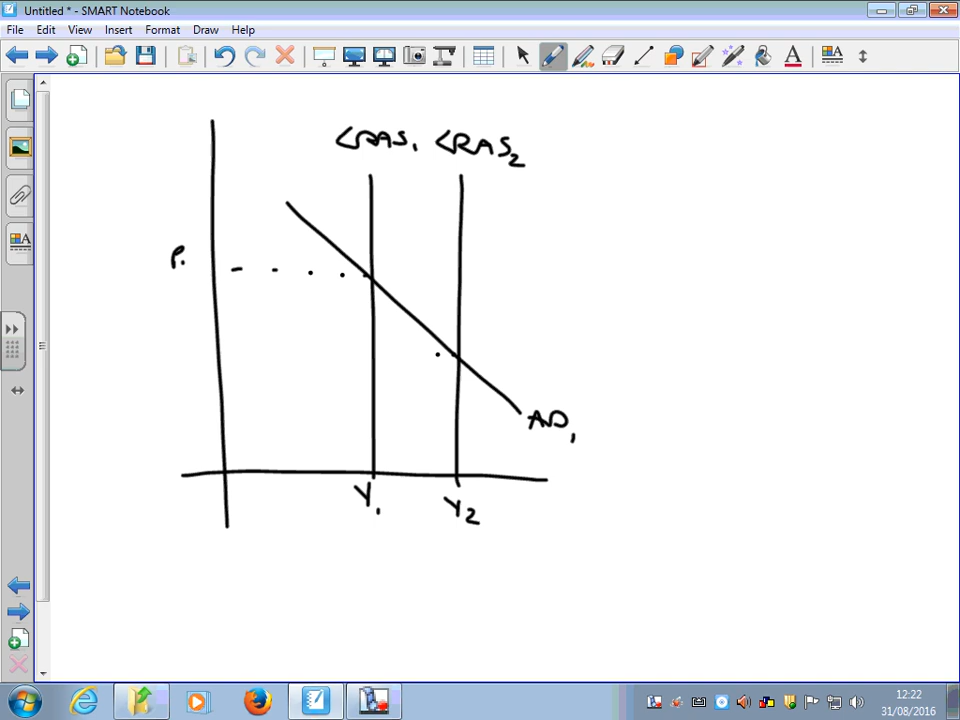 Untitled * - SMART Notebook
File Edit View Insert Format Draw Help
LRAS1 LRAS2
P1
AD1
Y1 Y2
12:22
31/08/2016